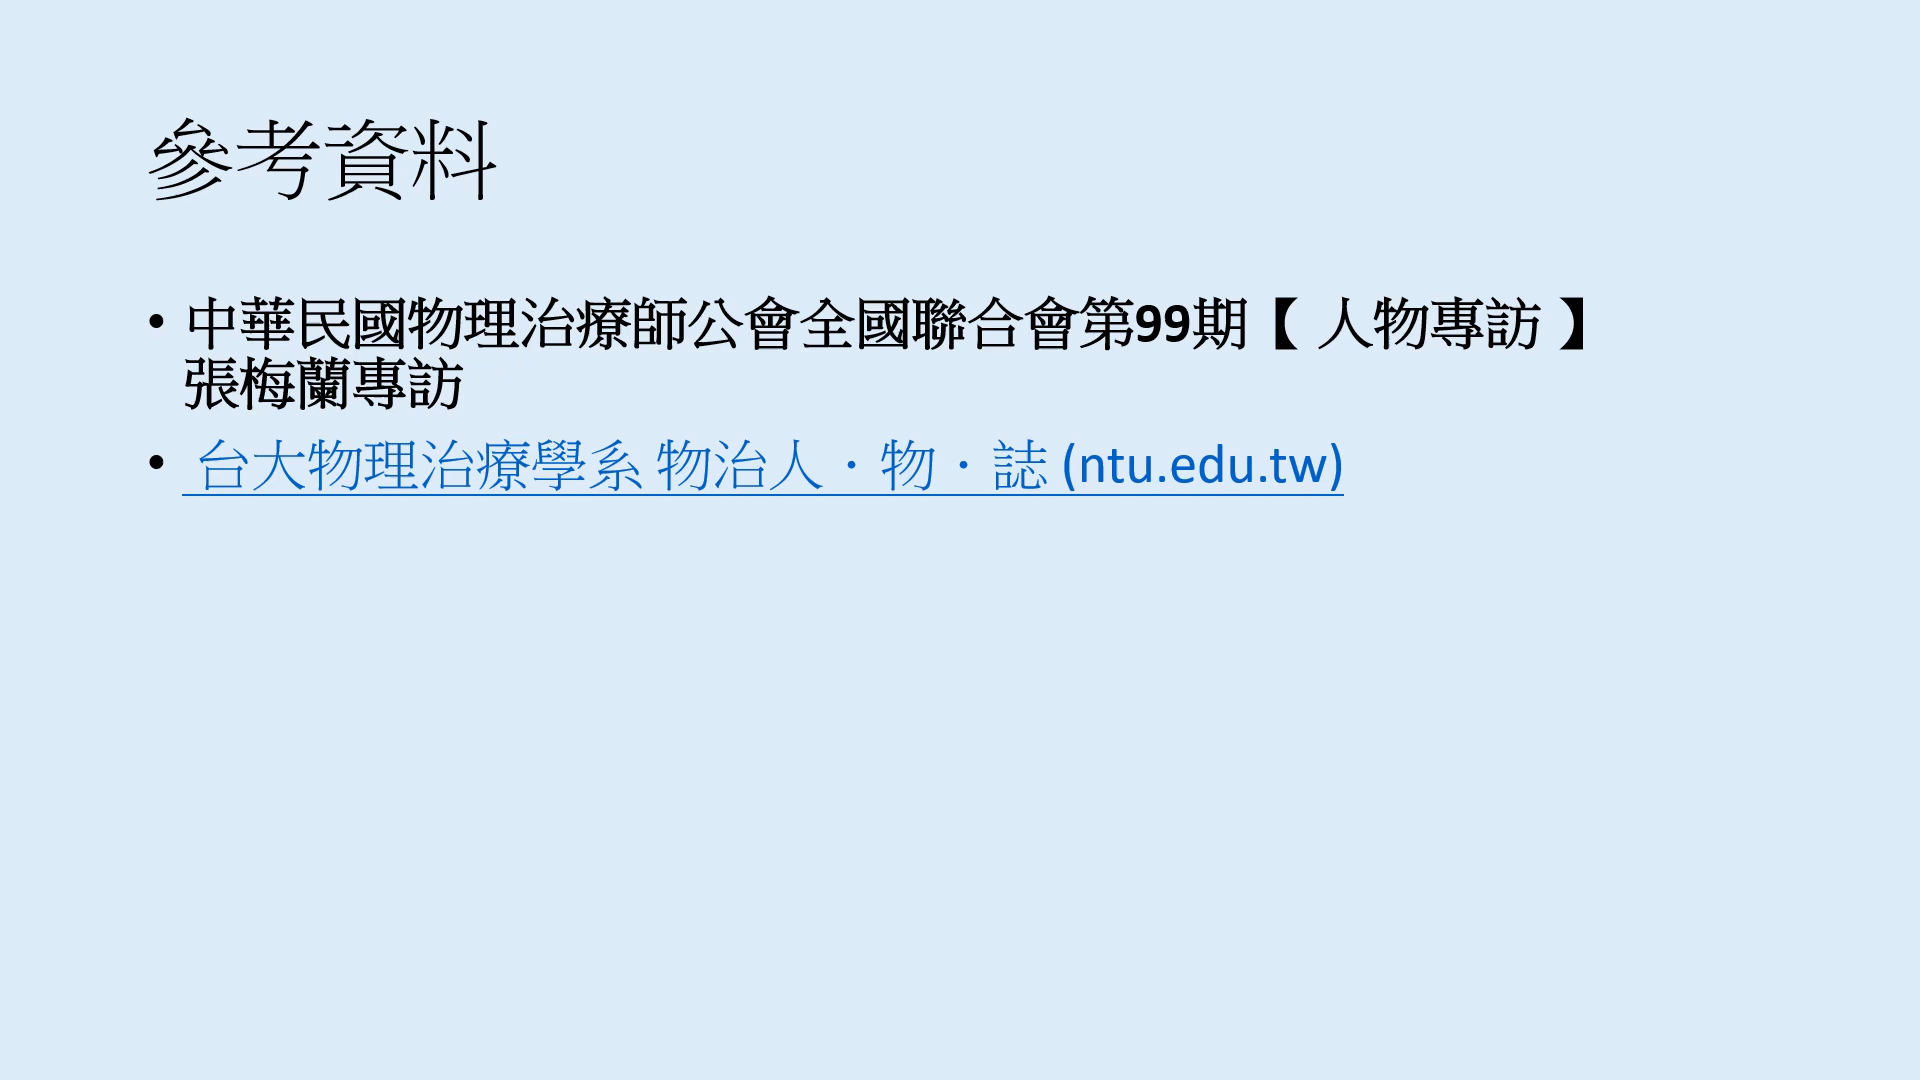 參考資料
• 中華民國物理治療師公會全國聯合會第99期【 人物專訪 】
張梅蘭專訪
• 台大物理治療學系 物治人．物．誌 (ntu.edu.tw)